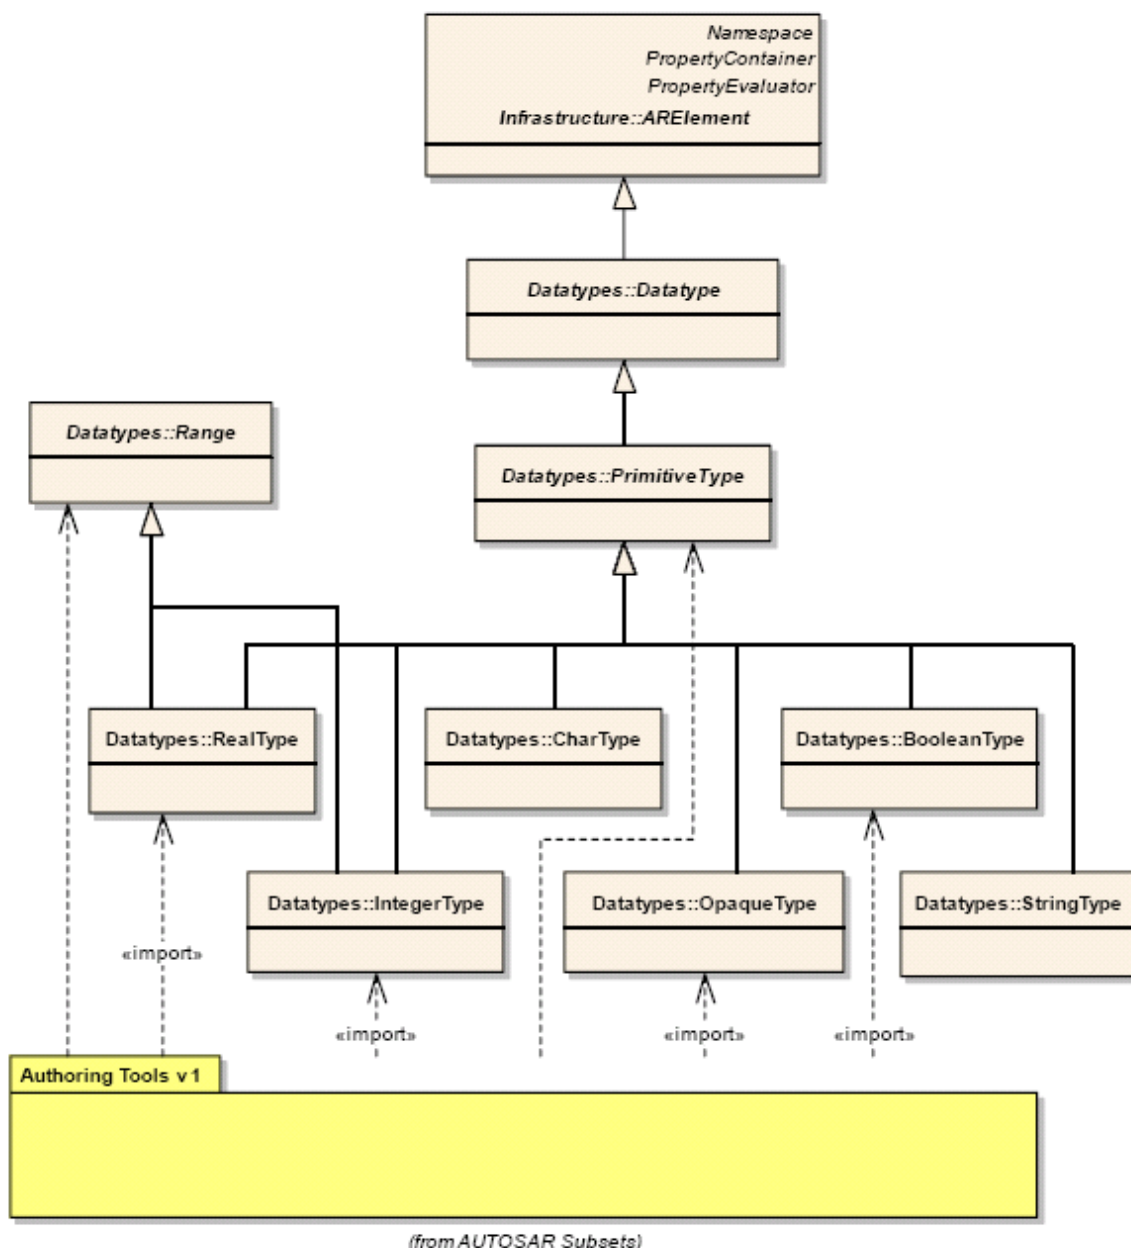 Namespace
PropertyContainer
PropertyEvaluator
Infrastructure::ARElement
Datatypes::Datatype
Datatypes::Range
Datatypes::PrimitiveType
Datatypes::RealType
Datatypes::CharType
Datatypes::BooleanType
Datatypes::IntegerType
Datatypes::OpaqueType
Datatypes::StringType
«import»
«import»
«import»
«import»
Authoring Tools v1
(from AUTOSAR Subsets)